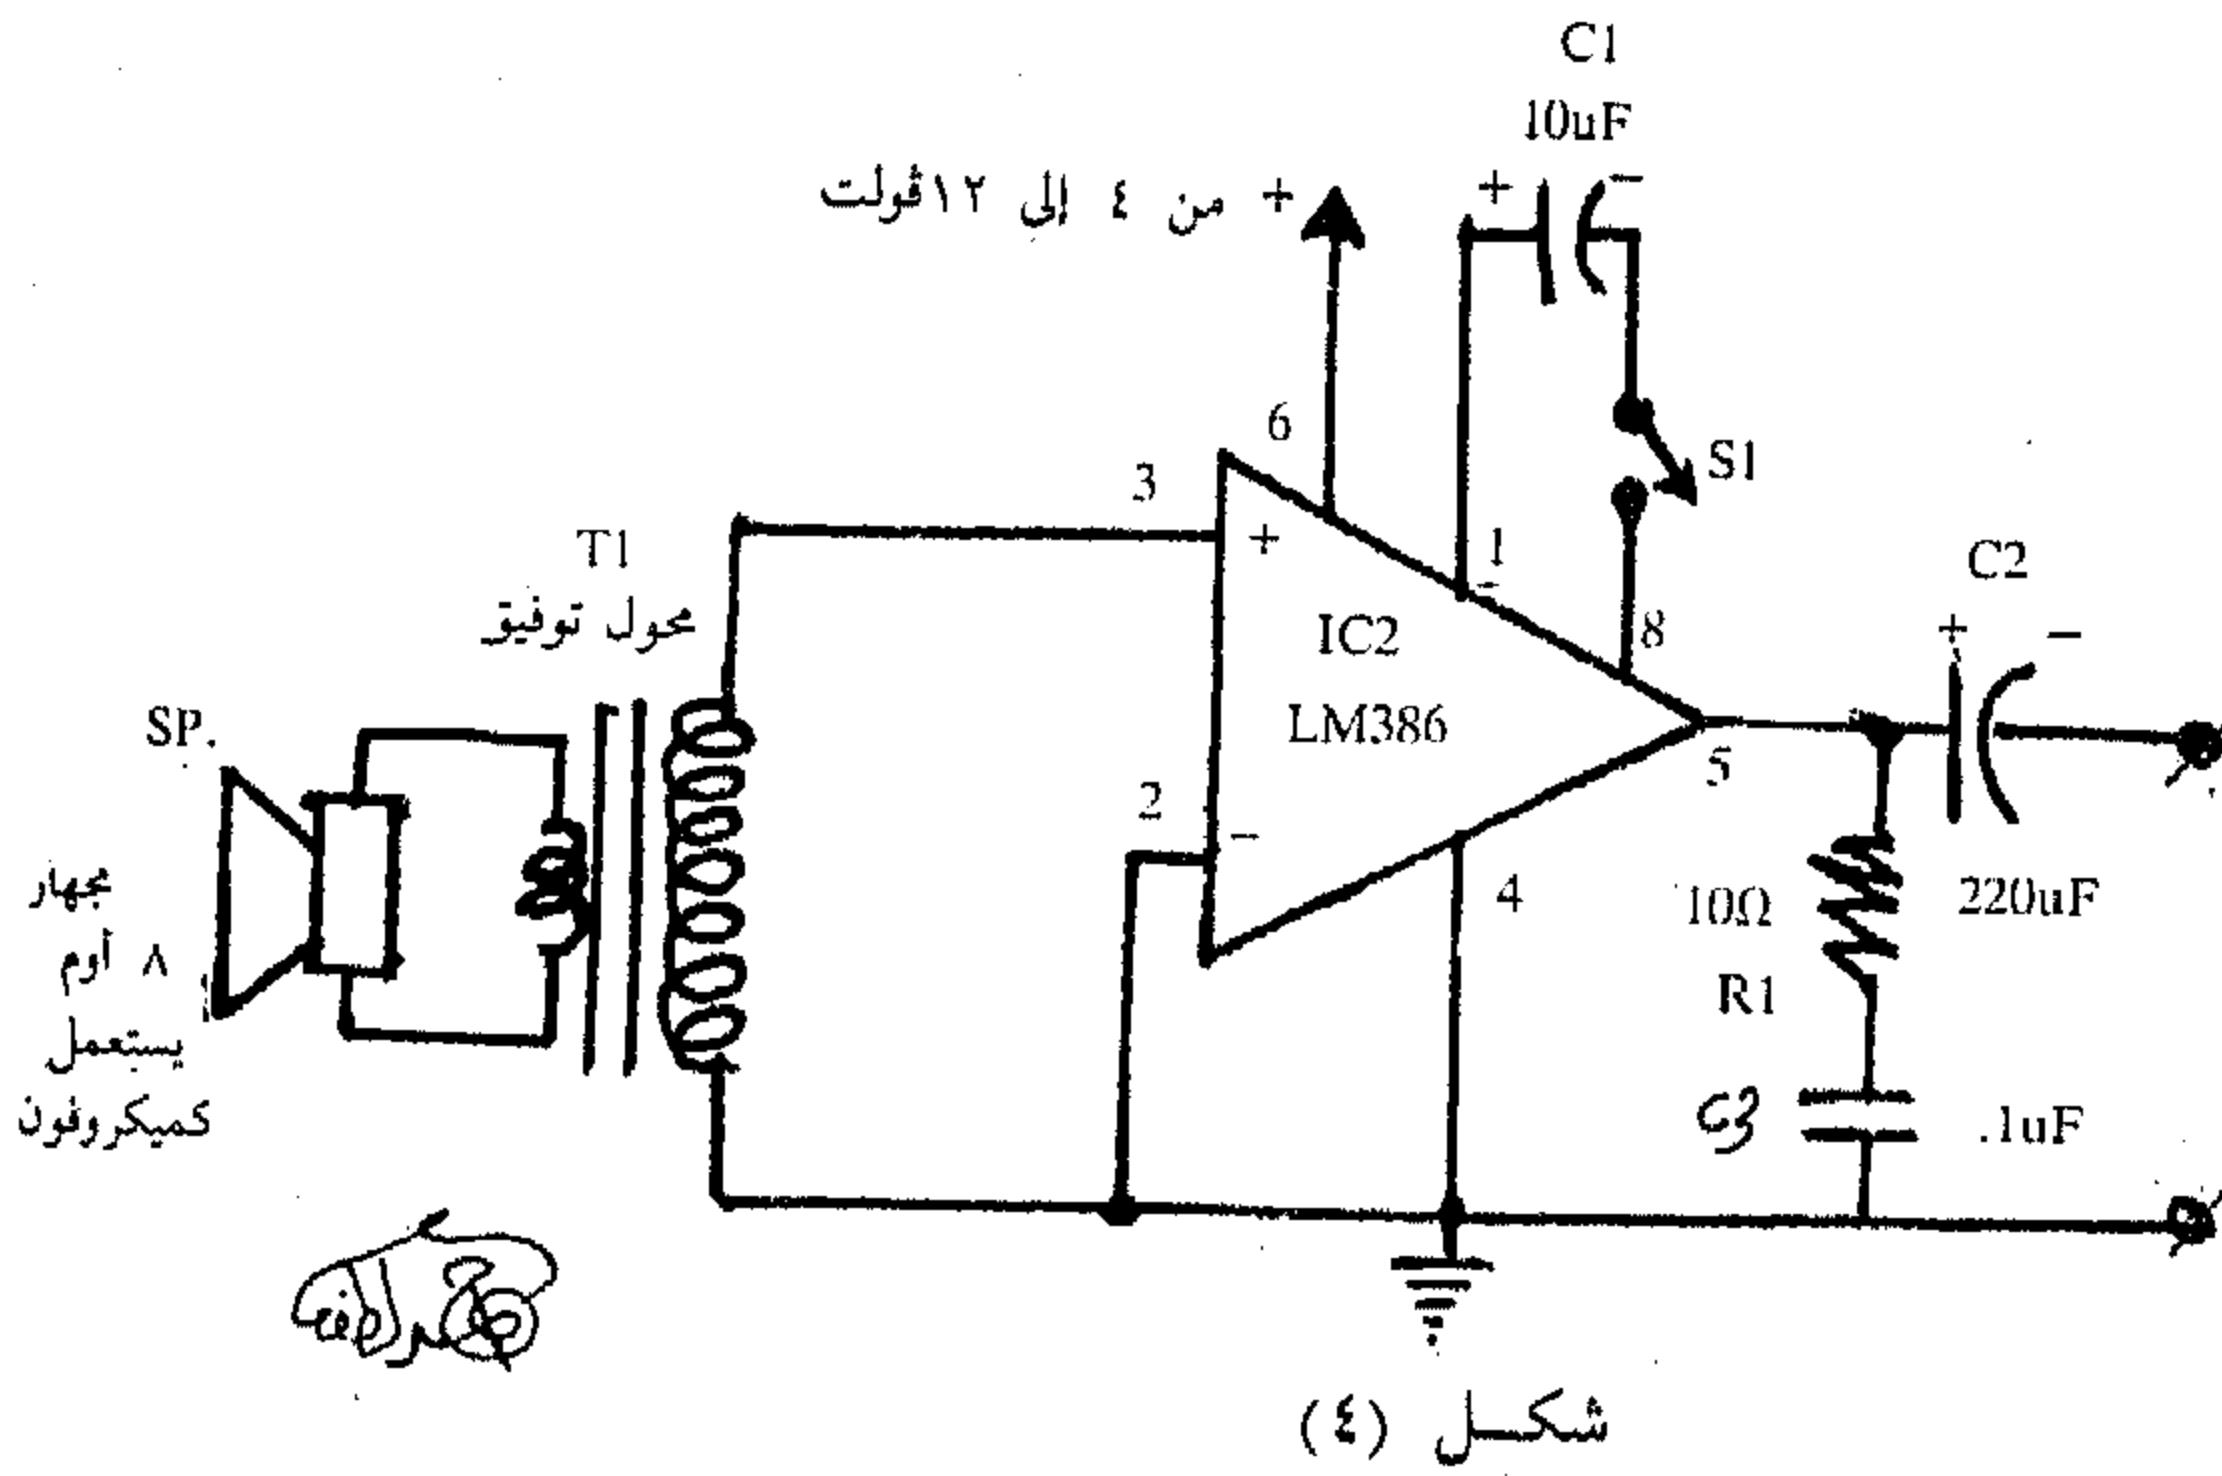 C1
10uF
+ −
+ من ٤ إلى ١٢ ڤولت
6
S1
3
+
1
T1
محول توفيق
IC2
8
C2
+ −
LM386
SP.
5
2
−
4
مجهار
٨ أوم
يستعمل
كميكروفون
10Ω
220uF
R1
C3
.1uF
شكل (٤)